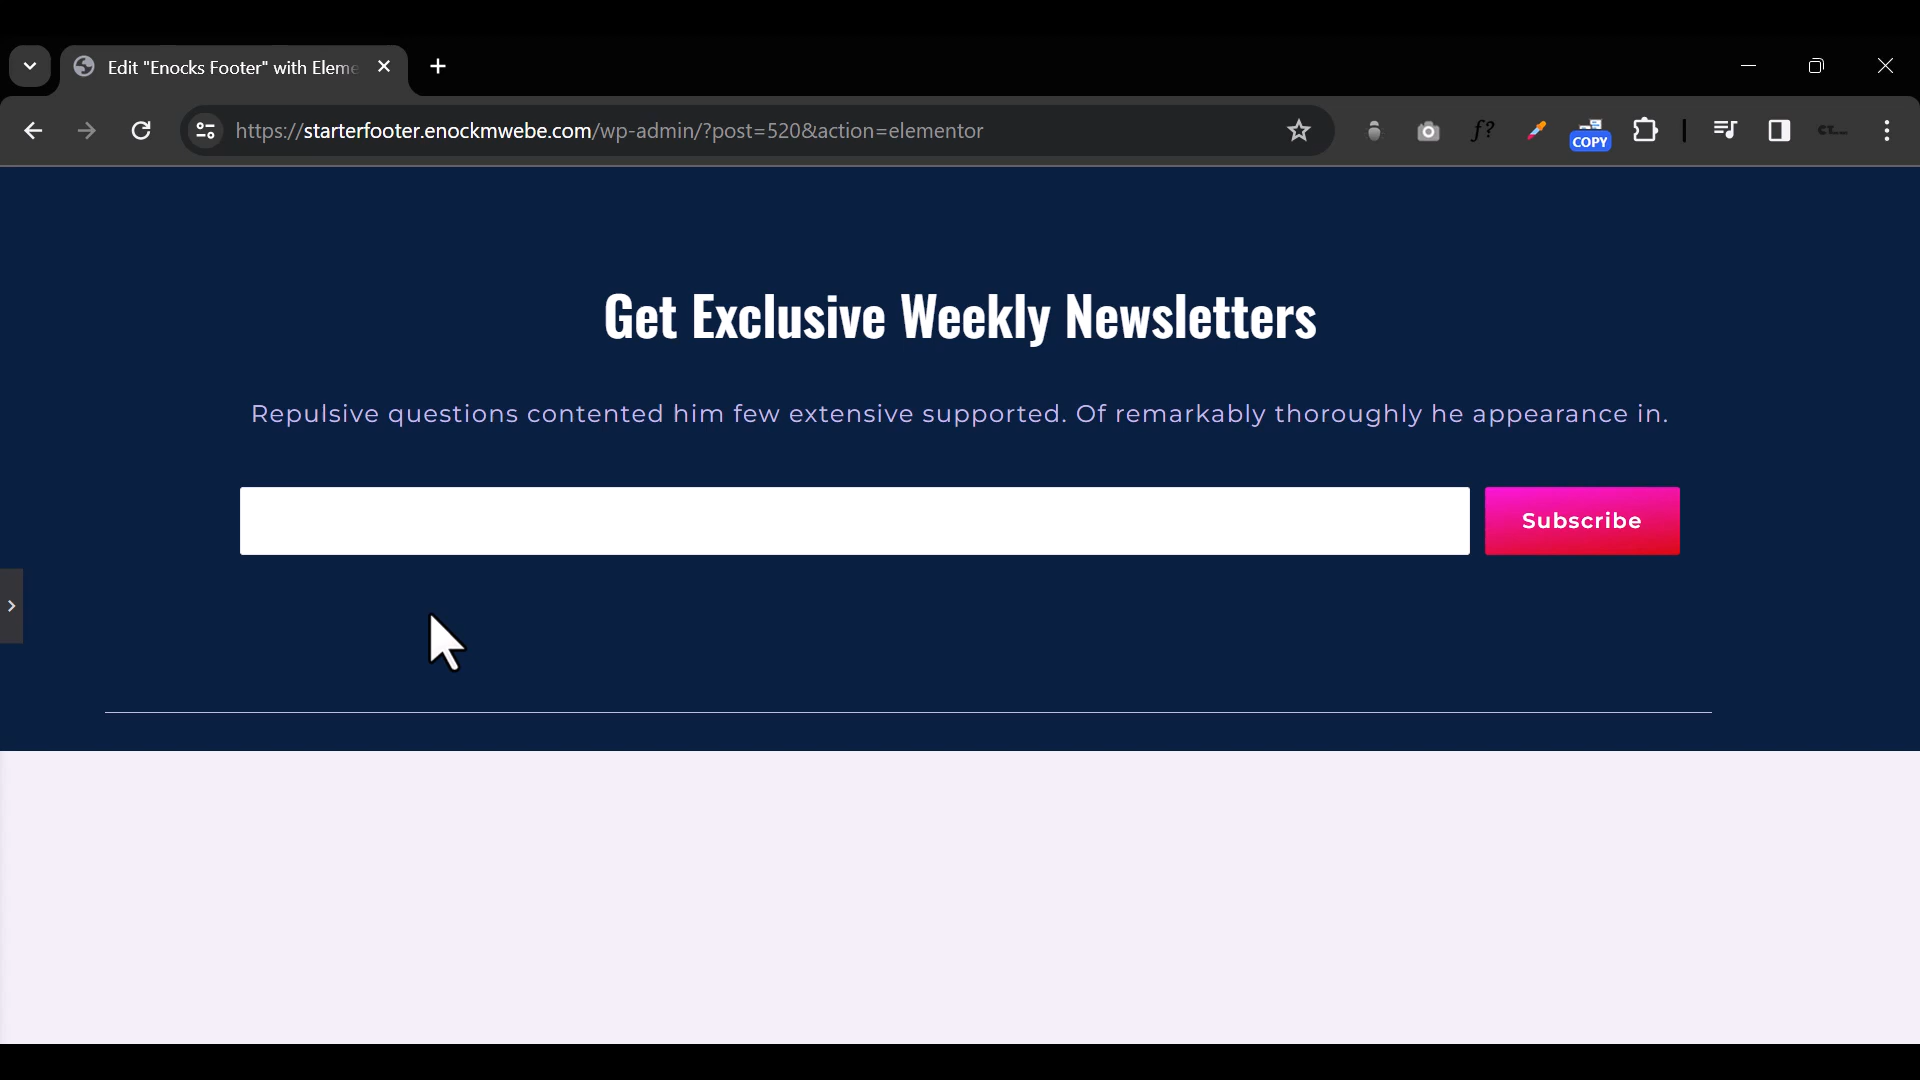 Edit "Enocks Footer" with Eleme
https://starterfooter.enockmwebe.com/wp-admin/?post=520&action=elementor
f?
COPY
Get Exclusive Weekly Newsletters
Repulsive questions contented him few extensive supported. Of remarkably thoroughly he appearance in.
Subscribe